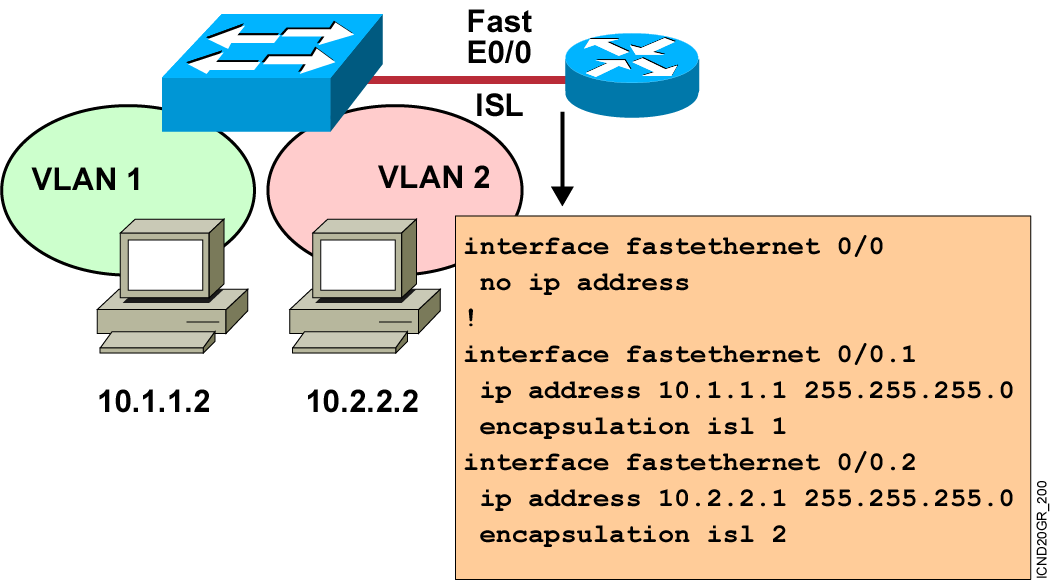 Fast
E0/0
ISL
VLAN 1
VLAN 2
10.1.1.2
10.2.2.2
interface fastethernet 0/0
 no ip address
!
interface fastethernet 0/0.1
 ip address 10.1.1.1 255.255.255.0
 encapsulation isl 1
interface fastethernet 0/0.2
 ip address 10.2.2.1 255.255.255.0
 encapsulation isl 2
ICND20GR_200